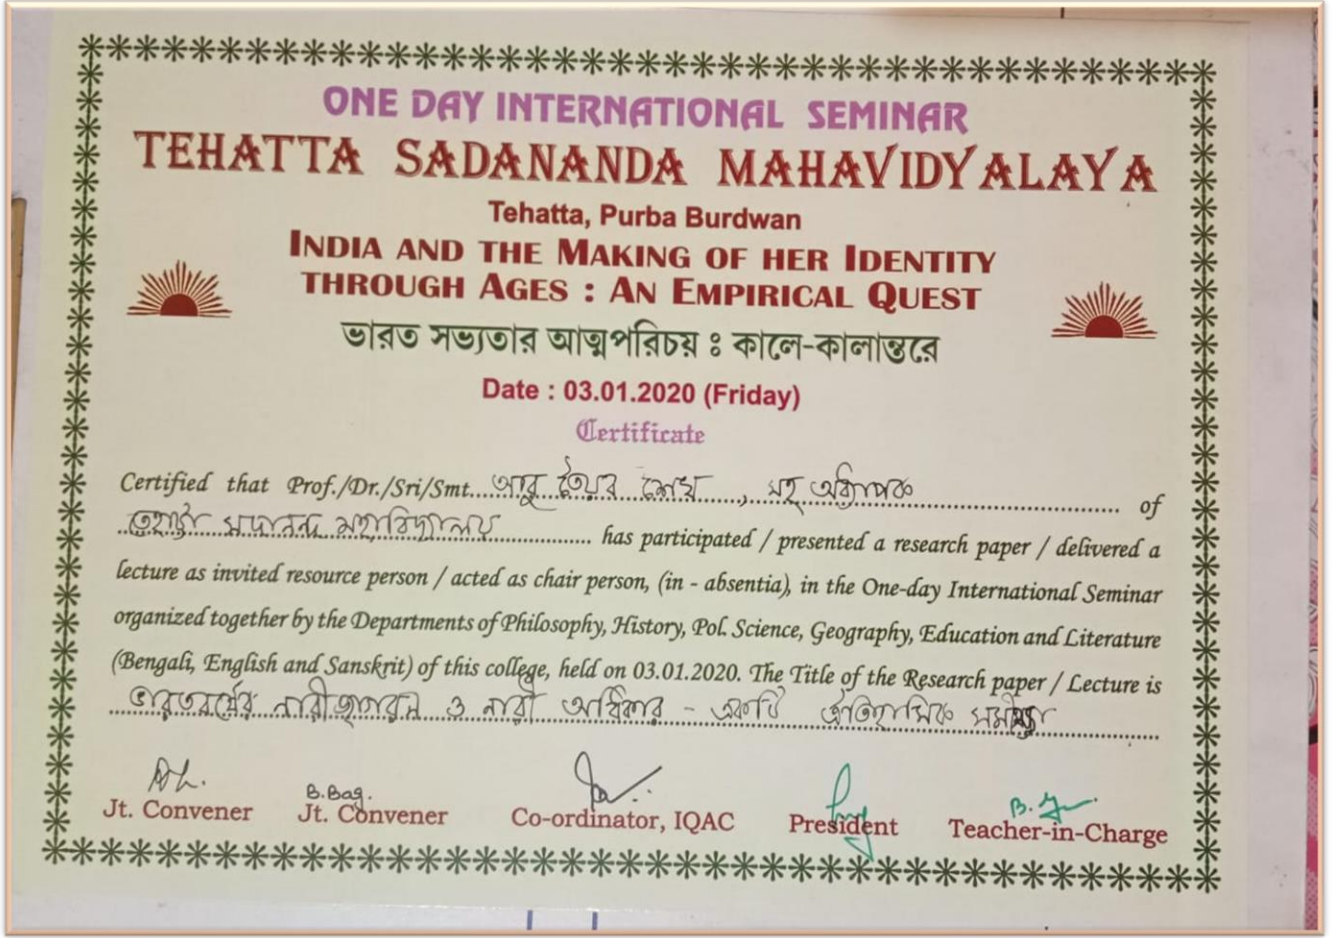 ONE DAY INTERNATIONAL SEMINAR
TEHATTA SADANANDA MAHAVIDYALAYA
Tehatta, Purba Burdwan
INDIA AND THE MAKING OF HER IDENTITY
THROUGH AGES : AN EMPIRICAL QUEST
ভারত সভ্যতার আত্মপরিচয় ঃ কালে-কালান্তরে
Date : 03.01.2020 (Friday)
Certificate
Certified that Prof./Dr./Sri/Smt. আবু তৈয়ব শেখ, সহ অধ্যাপক of
তেহাট্টা সদানন্দ মহাবিদ্যালয় has participated / presented a research paper / delivered a
lecture as invited resource person / acted as chair person, (in - absentia), in the One-day International Seminar
organized together by the Departments of Philosophy, History, Pol. Science, Geography, Education and Literature
(Bengali, English and Sanskrit) of this college, held on 03.01.2020. The Title of the Research paper / Lecture is
ভারতবর্ষের নারীজাগরন ও নারী অধিকার - একটি ঐতিহাসিক সমীক্ষা
B. Bag.
Jt. Convener Jt. Convener Co-ordinator, IQAC President Teacher-in-Charge